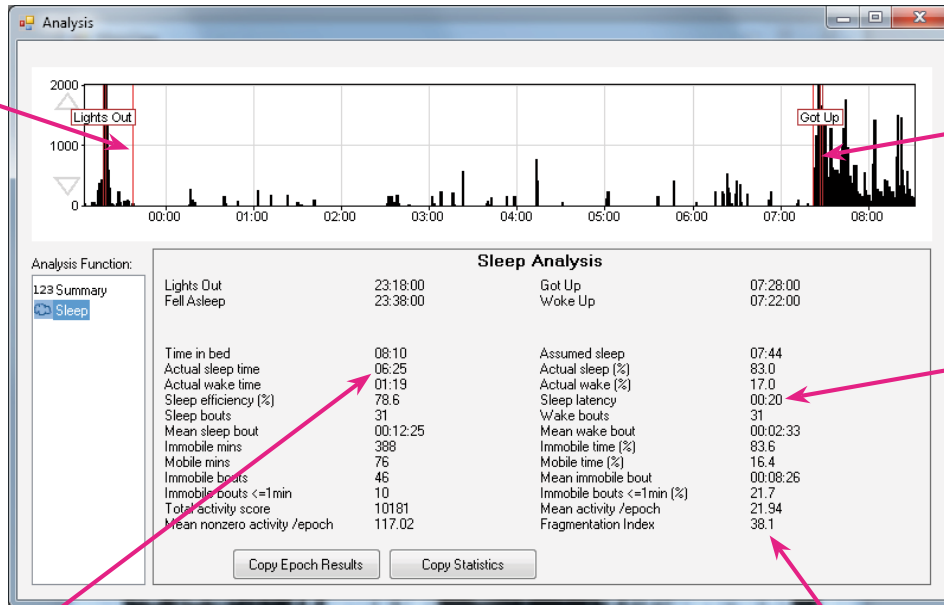 Analysis
2000
Lights Out
Got Up
1000
0
00:00 01:00 02:00 03:00 04:00 05:00 06:00 07:00 08:00
Analysis Function:
123 Summary
Sleep
Sleep Analysis
Lights Out 23:18:00 Got Up 07:28:00
Fell Asleep 23:38:00 Woke Up 07:22:00
Time in bed 08:10 Assumed sleep 07:44
Actual sleep time 06:25 Actual sleep (%) 83.0
Actual wake time 01:19 Actual wake (%) 17.0
Sleep efficiency (%) 78.6 Sleep latency 00:20
Sleep bouts 31 Wake bouts 31
Mean sleep bout 00:12:25 Mean wake bout 00:02:33
Immobile mins 388 Immobile time (%) 83.6
Mobile mins 76 Mobile time (%) 16.4
Immobile bouts 46 Mean immobile bout 00:08:26
Immobile bouts <=1min 10 Immobile bouts <=1min (%) 21.7
Total activity score 10181 Mean activity /epoch 21.94
Mean nonzero activity /epoch 117.02 Fragmentation Index 38.1
Copy Epoch Results Copy Statistics